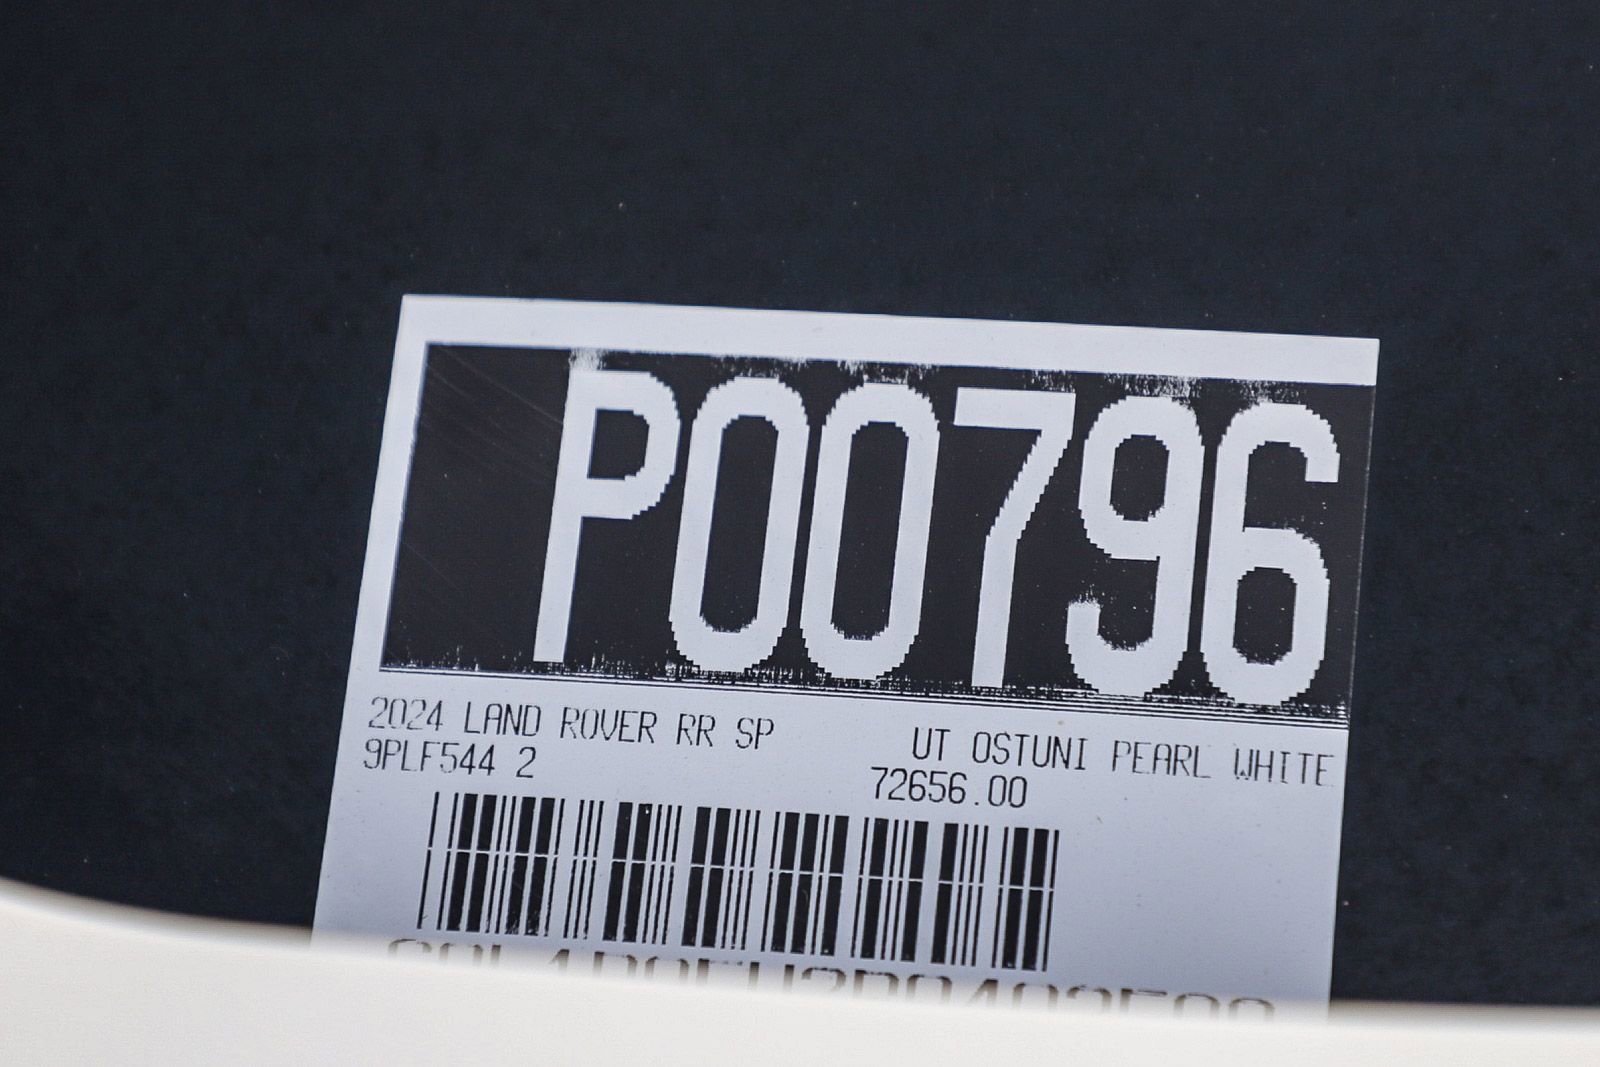 P00796
2024 LAND ROVER RR SP UT OSTUNI PEARL WHITE
9PLF544 2 72656.00